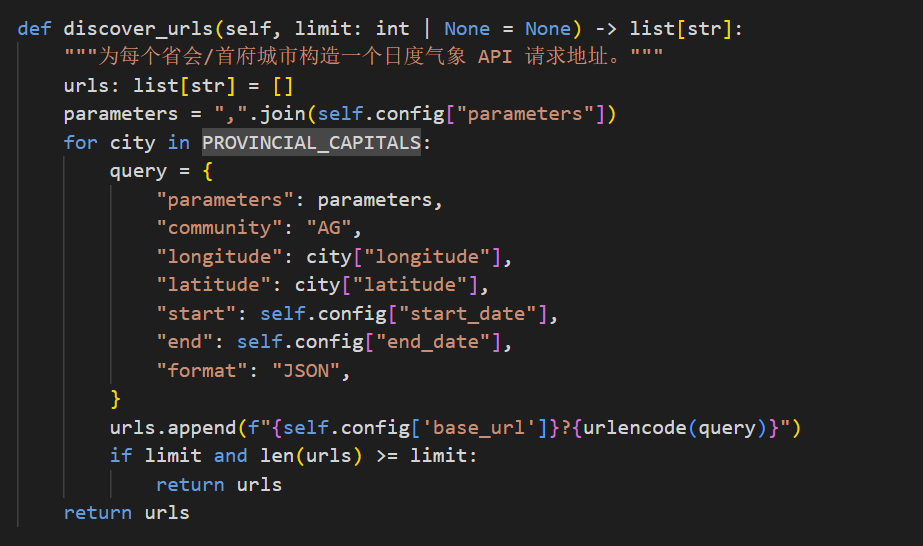 def discover_urls(self, limit: int | None = None) -> list[str]:
    """为每个省会/首府城市构造一个日度气象 API 请求地址。"""
    urls: list[str] = []
    parameters = ",".join(self.config["parameters"])
    for city in PROVINCIAL_CAPITALS:
        query = {
            "parameters": parameters,
            "community": "AG",
            "longitude": city["longitude"],
            "latitude": city["latitude"],
            "start": self.config["start_date"],
            "end": self.config["end_date"],
            "format": "JSON",
        }
        urls.append(f"{self.config['base_url']}?{urlencode(query)}")
        if limit and len(urls) >= limit:
            return urls
    return urls